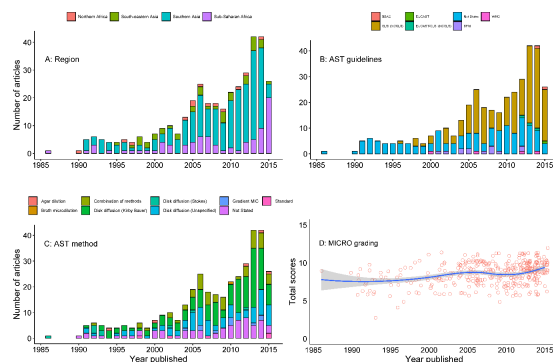 Northern Africa South-eastern Asia Southern Asia Sub-Saharan Africa
A: Region
Number of articles
40
30
20
10
0
1985 1990 1995 2000 2005 2010 2015
EUCAST Not Given
B: AST guidelines
40
30
20
10
0
1985 1990 1995 2000 2005 2010 2015
Agar dilution Combination of methods Disk diffusion (Stokes) Gradient MIC Standard
Broth microdilution Disk diffusion (Kirby Bauer) Disk diffusion (Unspecified) Not Stated
C: AST method
Number of articles
40
30
20
10
0
1985 1990 1995 2000 2005 2010 2015
Year published
D: MICRO grading
Total scores
15
10
5
0
1985 1990 1995 2000 2005 2010 2015
Year published